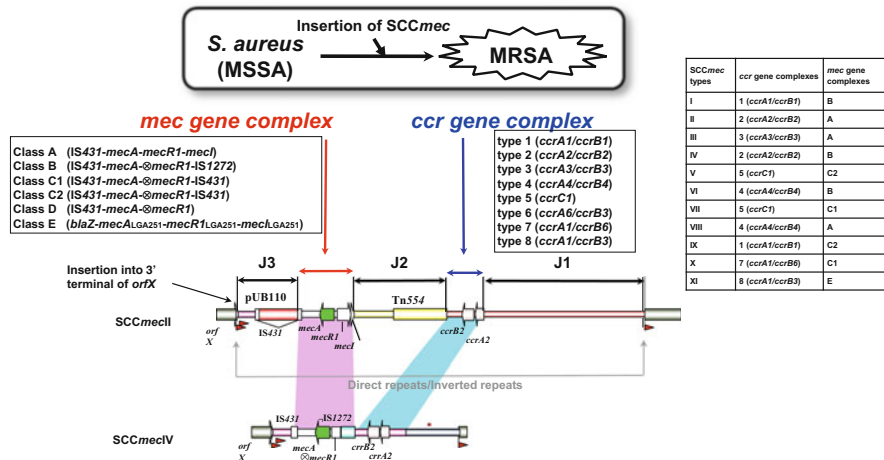 Insertion of SCCmec
S. aureus
(MSSA)
MRSA
mec gene complex
ccr gene complex
Class A (IS431-mecA-mecR1-mecI)
Class B (IS431-mecA-⊗mecR1-IS1272)
Class C1 (IS431-mecA-⊗mecR1-IS431)
Class C2 (IS431-mecA-⊗mecR1-IS431)
Class D (IS431-mecA-⊗mecR1)
Class E (blaZ-mecALGA251-mecR1LGA251-mecILGA251)
type 1 (ccrA1/ccrB1)
type 2 (ccrA2/ccrB2)
type 3 (ccrA3/ccrB3)
type 4 (ccrA4/ccrB4)
type 5 (ccrC1)
type 6 (ccrA6/ccrB3)
type 7 (ccrA1/ccrB6)
type 8 (ccrA1/ccrB3)
SCCmec types ccr gene complexes mec gene complexes
I 1 (ccrA1/ccrB1) B
II 2 (ccrA2/ccrB2) A
III 3 (ccrA3/ccrB3) A
IV 2 (ccrA2/ccrB2) B
V 5 (ccrC1) C2
VI 4 (ccrA4/ccrB4) B
VII 5 (ccrC1) C1
VIII 4 (ccrA4/ccrB4) A
IX 1 (ccrA1/ccrB1) C2
X 7 (ccrA1/ccrB6) C1
XI 8 (ccrA1/ccrB3) E
Insertion into 3'
terminal of orfX
J3
J2
J1
pUB110
Tn554
SCCmecII
orf
X
IS431
mecA
mecR1
mecI
ccrB2
ccrA2
Direct repeats/Inverted repeats
IS431
IS1272
SCCmecIV
orf
X
mecA
⊗mecR1
crrB2
crrA2
*